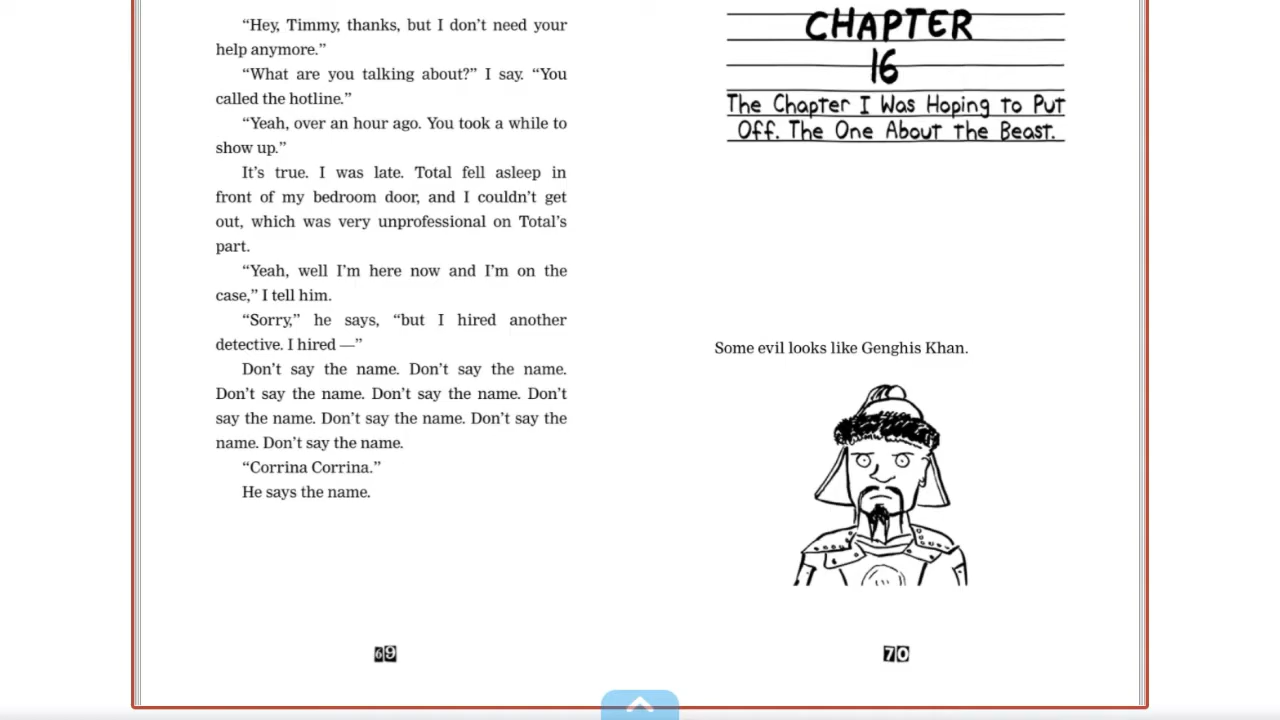 “Hey, Timmy, thanks, but I don’t need your
help anymore.”
“What are you talking about?” I say. “You
called the hotline.”
“Yeah, over an hour ago. You took a while to
show up.”
It’s true. I was late. Total fell asleep in
front of my bedroom door, and I couldn’t get
out, which was very unprofessional on Total’s
part.
“Yeah, well I’m here now and I’m on the
case,” I tell him.
“Sorry,” he says, “but I hired another
detective. I hired —”
Don’t say the name. Don’t say the name.
Don’t say the name. Don’t say the name. Don’t
say the name. Don’t say the name. Don’t say the
name. Don’t say the name.
“Corrina Corrina.”
He says the name.
69
CHAPTER
16
The Chapter I Was Hoping to Put
Off. The One About the Beast.
Some evil looks like Genghis Khan.
70